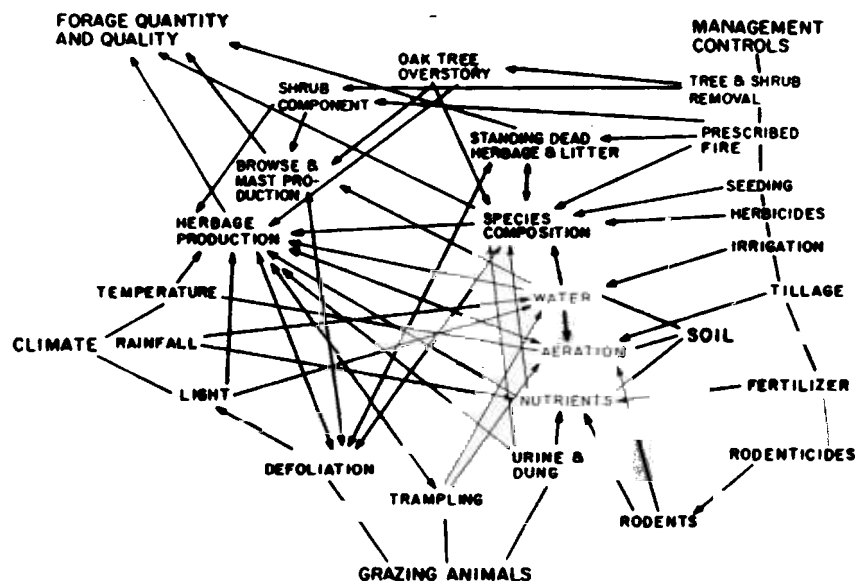 FORAGE QUANTITY
AND QUALITY
MANAGEMENT
CONTROLS
OAK TREE
OVERSTORY
TREE & SHRUB
REMOVAL
SHRUB
COMPONENT
STANDING DEAD
HERBAGE & LITTER
PRESCRIBED
FIRE
BROWSE &
MAST PRO-
DUCTION
SEEDING
HERBAGE
PRODUCTION
SPECIES
COMPOSITION
HERBICIDES
IRRIGATION
TEMPERATURE
WATER
TILLAGE
CLIMATE
RAINFALL
AERATION
SOIL
LIGHT
NUTRIENTS
FERTILIZER
DEFOLIATION
URINE &
DUNG
RODENTICIDES
TRAMPLING
RODENTS
GRAZING ANIMALS